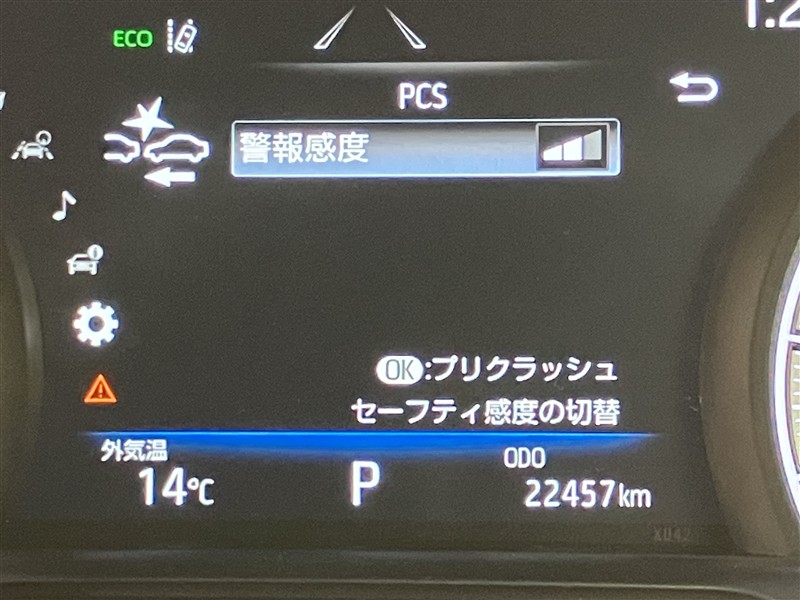 ECO
PCS
警報感度
OK:プリクラッシュ
セーフティ感度の切替
外気温
14℃
P
ODO
22457km
XU42